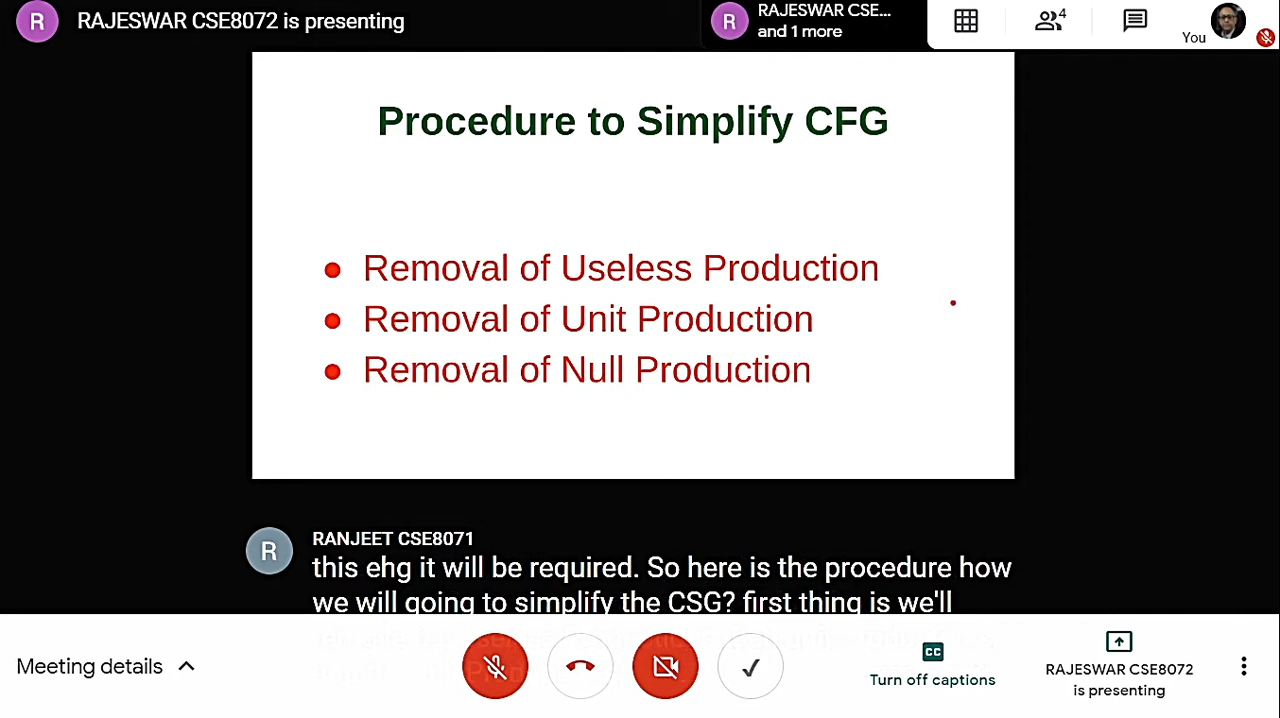 R
RAJESWAR CSE8072 is presenting
R
RAJESWAR CSE...
and 1 more
4
You
Procedure to Simplify CFG
Removal of Useless Production
Removal of Unit Production
Removal of Null Production
R
RANJEET CSE8071
this ehg it will be required. So here is the procedure how
we will going to simplify the CSG? first thing is we'll
Meeting details
CC
Turn off captions
RAJESWAR CSE8072
is presenting